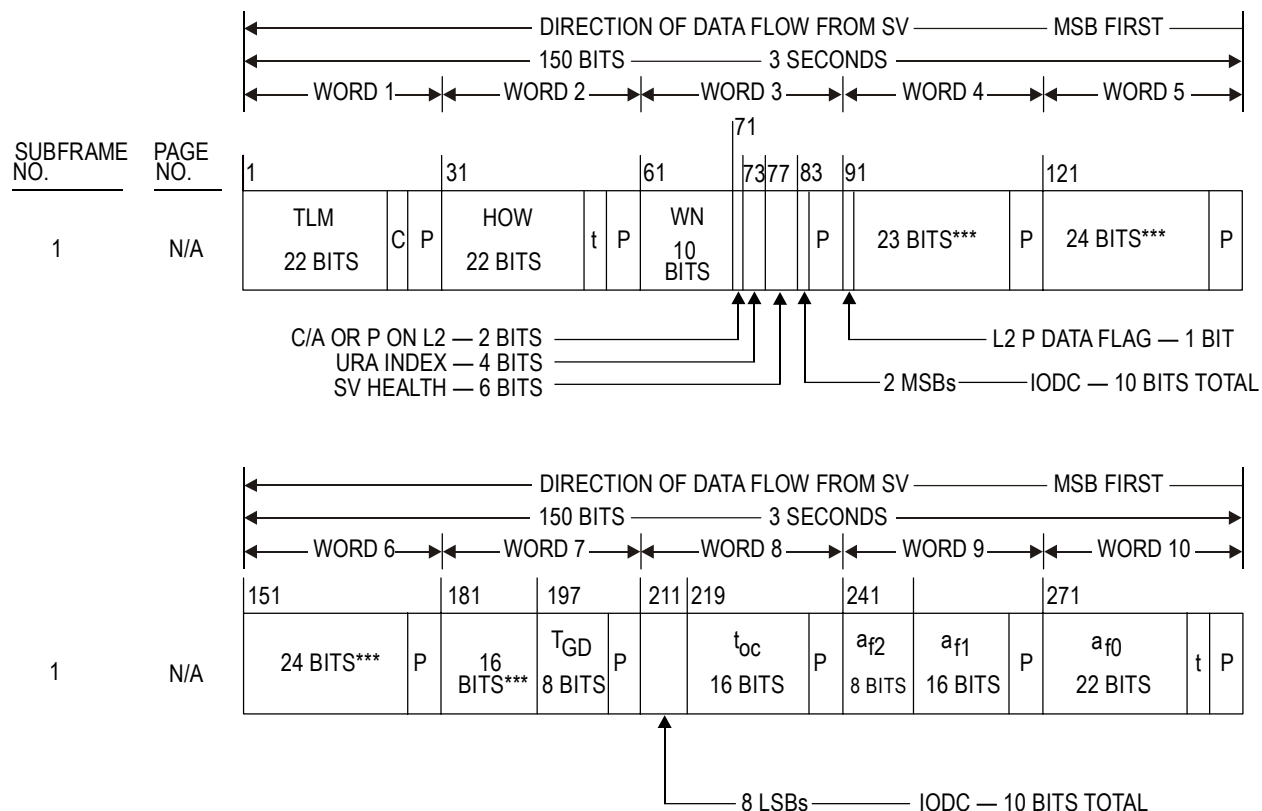 DIRECTION OF DATA FLOW FROM SV MSB FIRST
150 BITS 3 SECONDS
WORD 1 WORD 2 WORD 3 WORD 4 WORD 5
71
SUBFRAME NO. PAGE NO.
1 31 61 73 77 83 91 121
1 N/A
TLM 22 BITS C P
HOW 22 BITS t P
WN 10 BITS P
23 BITS*** P
24 BITS*** P
C/A OR P ON L2 — 2 BITS
URA INDEX — 4 BITS
SV HEALTH — 6 BITS
L2 P DATA FLAG — 1 BIT
2 MSBs IODC — 10 BITS TOTAL
DIRECTION OF DATA FLOW FROM SV MSB FIRST
150 BITS 3 SECONDS
WORD 6 WORD 7 WORD 8 WORD 9 WORD 10
151 181 197 211 219 241 271
1 N/A
24 BITS*** P
16 BITS*** TGD 8 BITS P
toc 16 BITS P
af2 8 BITS af1 16 BITS P
af0 22 BITS t P
8 LSBs IODC — 10 BITS TOTAL